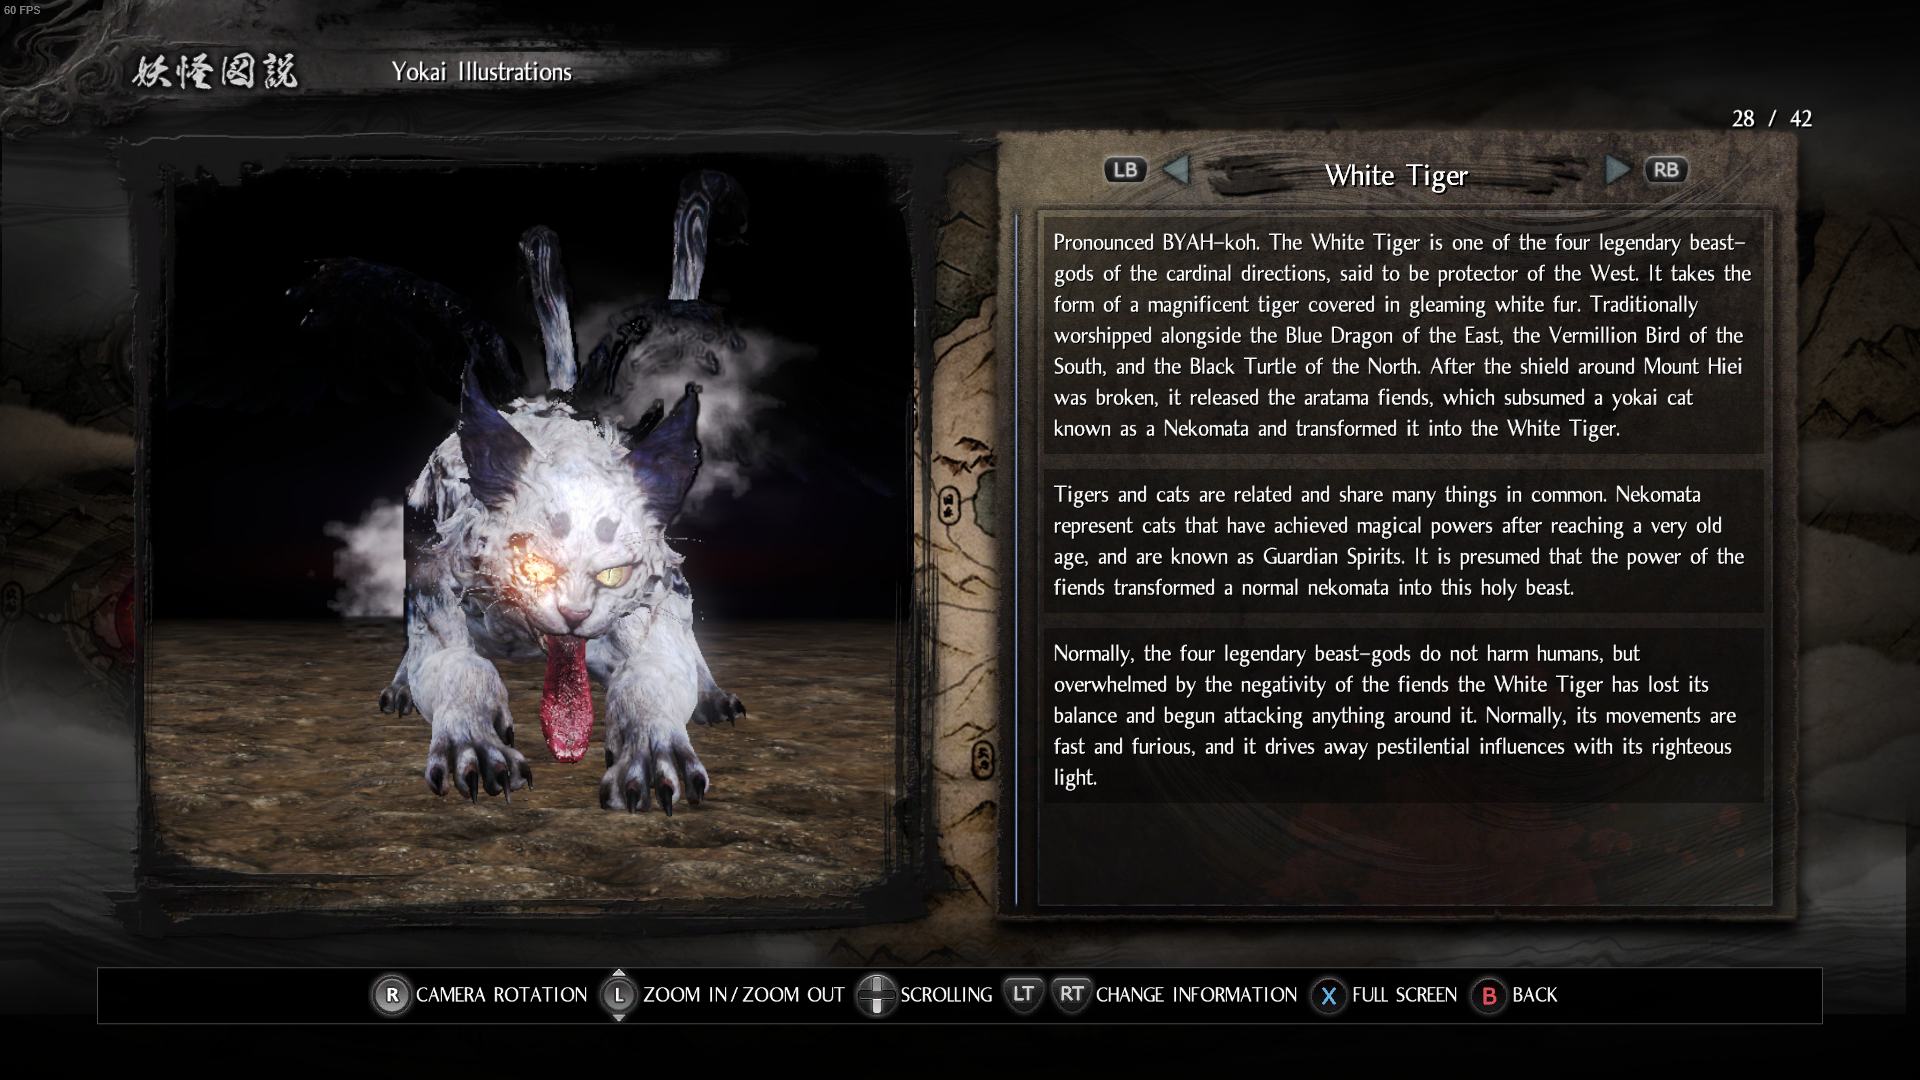 60 FPS
妖怪図説
Yokai Illustrations
28 / 42
LB
White Tiger
RB
Pronounced BYAH-koh. The White Tiger is one of the four legendary beast-
gods of the cardinal directions, said to be protector of the West. It takes the
form of a magnificent tiger covered in gleaming white fur. Traditionally
worshipped alongside the Blue Dragon of the East, the Vermillion Bird of the
South, and the Black Turtle of the North. After the shield around Mount Hiei
was broken, it released the aratama fiends, which subsumed a yokai cat
known as a Nekomata and transformed it into the White Tiger.
Tigers and cats are related and share many things in common. Nekomata
represent cats that have achieved magical powers after reaching a very old
age, and are known as Guardian Spirits. It is presumed that the power of the
fiends transformed a normal nekomata into this holy beast.
Normally, the four legendary beast-gods do not harm humans, but
overwhelmed by the negativity of the fiends the White Tiger has lost its
balance and begun attacking anything around it. Normally, its movements are
fast and furious, and it drives away pestilential influences with its righteous
light.
R CAMERA ROTATION L ZOOM IN/ZOOM OUT SCROLLING LT RT CHANGE INFORMATION X FULL SCREEN B BACK